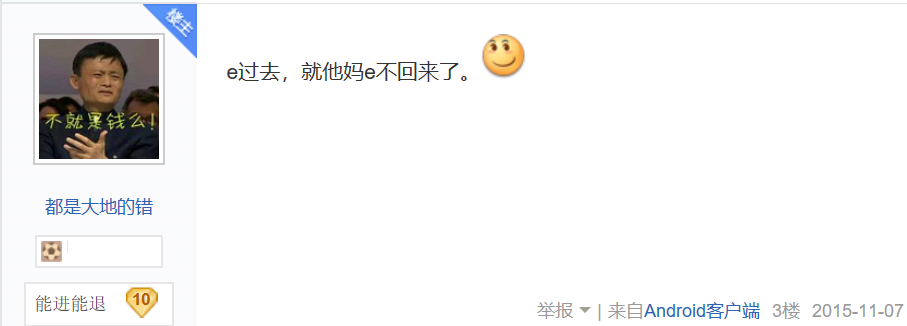 楼主
不就是钱么!
e过去，就他妈e不回来了。
都是大地的错
能进能退 10
举报 | 来自Android客户端 3楼 2015-11-07